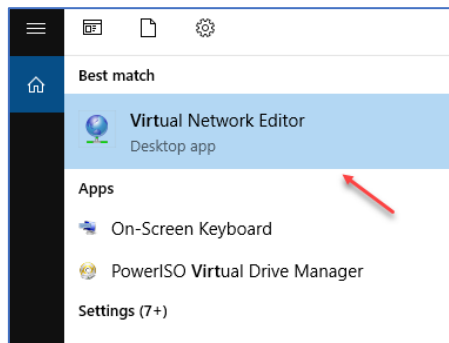 Best match
Virtual Network Editor
Desktop app
Apps
On-Screen Keyboard
PowerISO Virtual Drive Manager
Settings (7+)